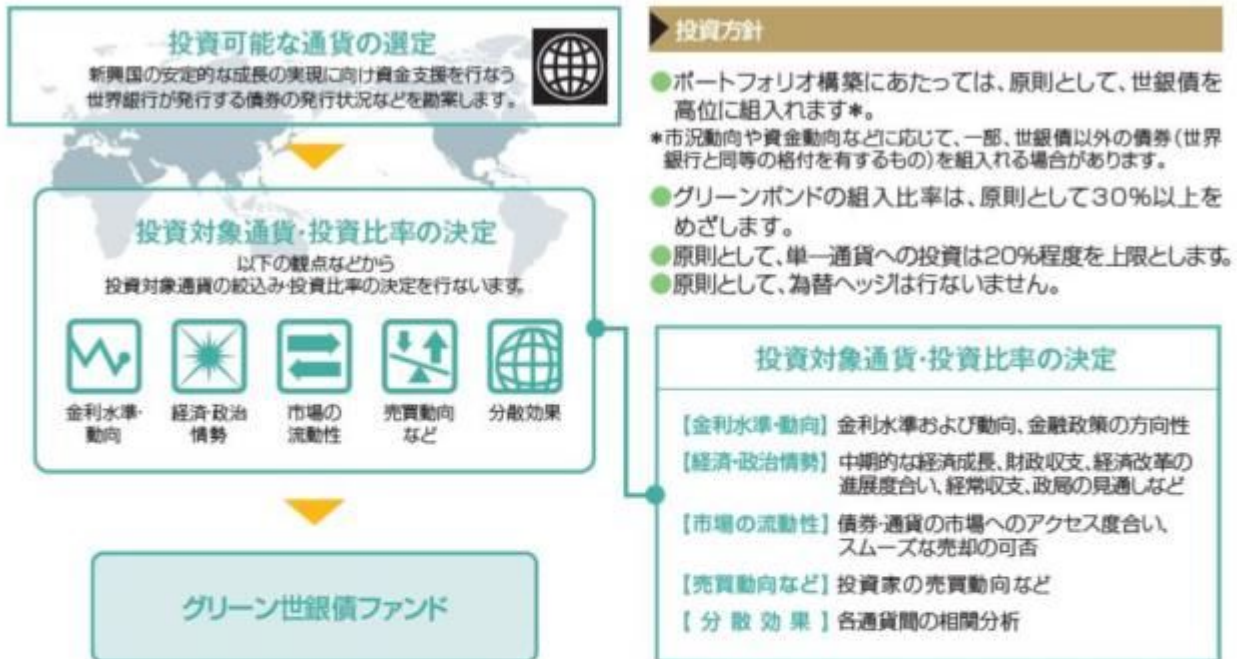 投資可能な通貨の選定
新興国の安定的な成長の実現に向け資金支援を行なう
世界銀行が発行する債券の発行状況などを勘案します。
投資対象通貨・投資比率の決定
以下の観点などから
投資対象通貨の絞込み・投資比率の決定を行ないます。
金利水準・
動向
経済・政治
情勢
市場の
流動性
売買動向
など
分散効果
グリーン世銀債ファンド
投資方針
●ポートフォリオ構築にあたっては、原則として、世銀債を
高位に組入れます*。
*市況動向や資金動向などに応じて、一部、世銀債以外の債券(世界
銀行と同等の格付を有するもの)を組入れる場合があります。
●グリーンボンドの組入比率は、原則として30%以上を
めざします。
●原則として、単一通貨への投資は20%程度を上限とします。
●原則として、為替ヘッジは行ないません。
投資対象通貨・投資比率の決定
【金利水準・動向】金利水準および動向、金融政策の方向性
【経済・政治情勢】中期的な経済成長、財政収支、経済改革の
進展度合い、経常収支、政局の見通しなど
【市場の流動性】債券・通貨の市場へのアクセス度合い、
スムーズな売却の可否
【売買動向など】投資家の売買動向など
【分散効果】各通貨間の相関分析